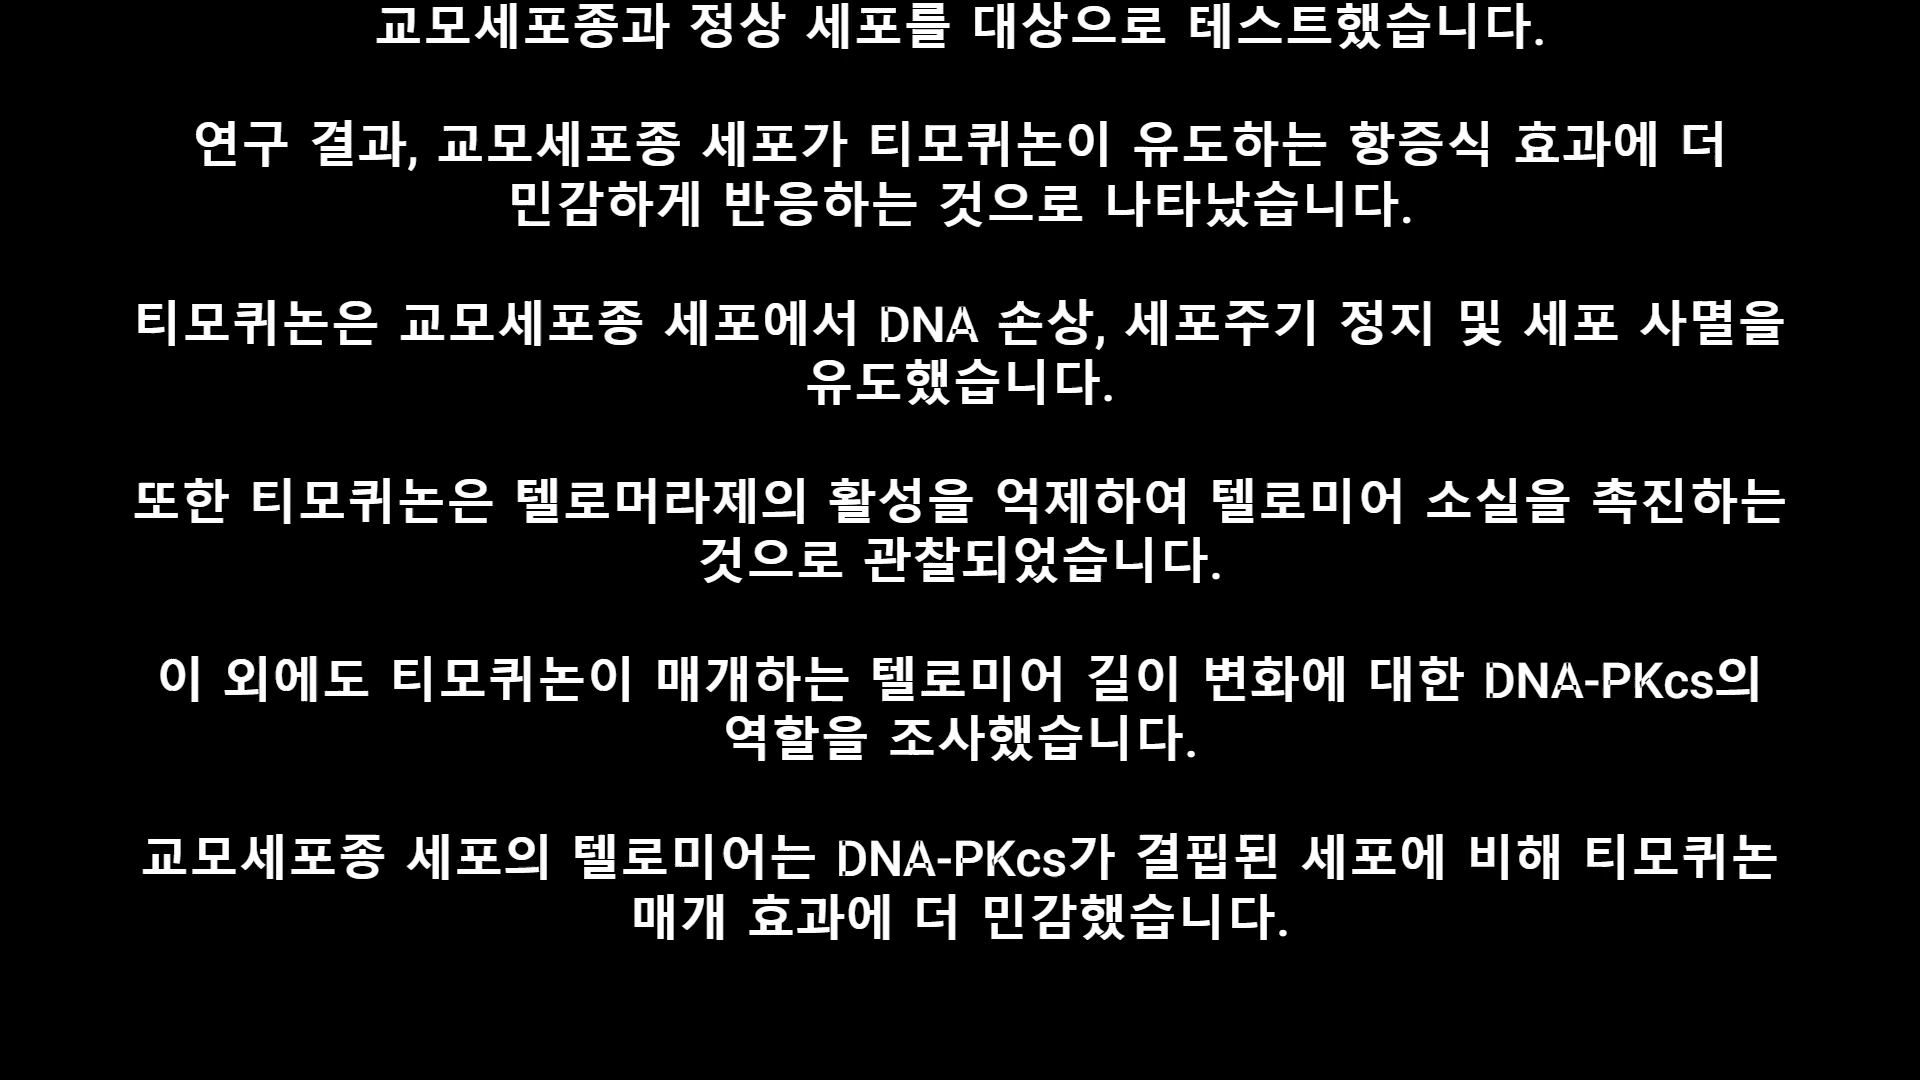 교모세포종과 정상 세포를 대상으로 테스트했습니다.
연구 결과, 교모세포종 세포가 티모퀴논이 유도하는 항증식 효과에 더
민감하게 반응하는 것으로 나타났습니다.
티모퀴논은 교모세포종 세포에서 DNA 손상, 세포주기 정지 및 세포 사멸을
유도했습니다.
또한 티모퀴논은 텔로머라제의 활성을 억제하여 텔로미어 소실을 촉진하는
것으로 관찰되었습니다.
이 외에도 티모퀴논이 매개하는 텔로미어 길이 변화에 대한 DNA-PKcs의
역할을 조사했습니다.
교모세포종 세포의 텔로미어는 DNA-PKcs가 결핍된 세포에 비해 티모퀴논
매개 효과에 더 민감했습니다.